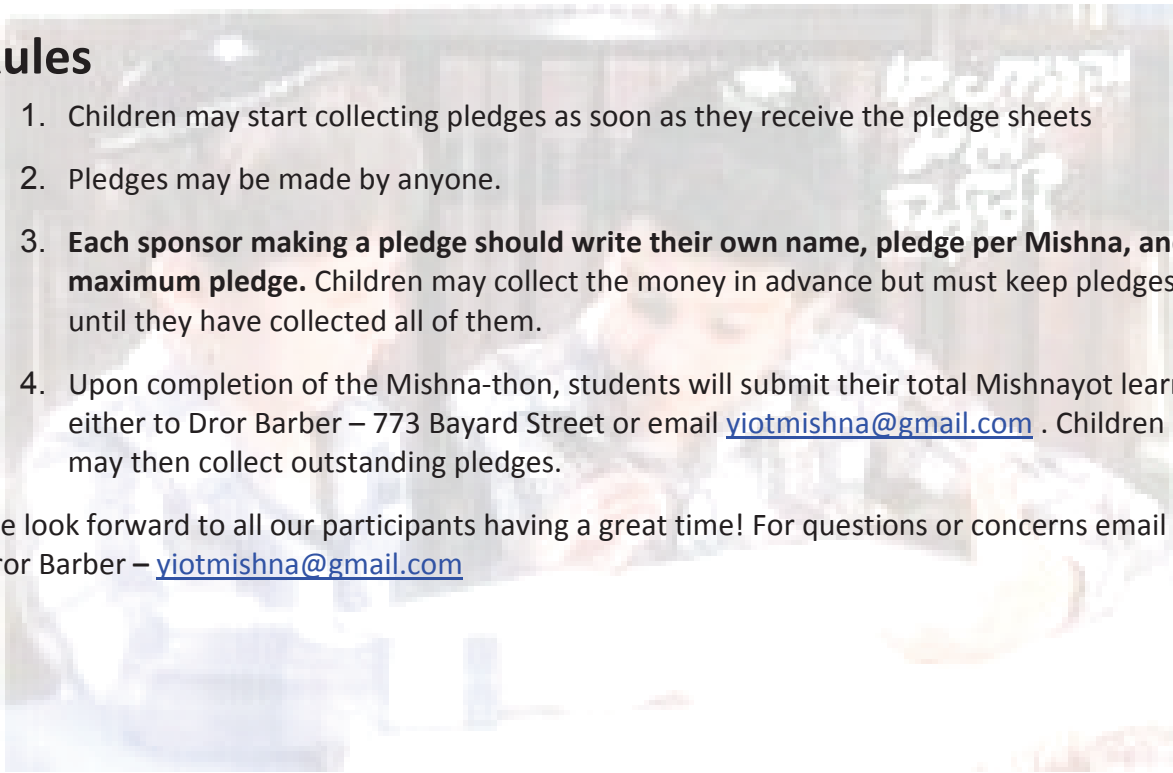 ules
1. Children may start collecting pledges as soon as they receive the pledge sheets
2. Pledges may be made by anyone.
3. Each sponsor making a pledge should write their own name, pledge per Mishna, an
maximum pledge. Children may collect the money in advance but must keep pledges
until they have collected all of them.
4. Upon completion of the Mishna-thon, students will submit their total Mishnayot lear
either to Dror Barber – 773 Bayard Street or email yiotmishna@gmail.com . Children
may then collect outstanding pledges.
e look forward to all our participants having a great time! For questions or concerns email
ror Barber – yiotmishna@gmail.com